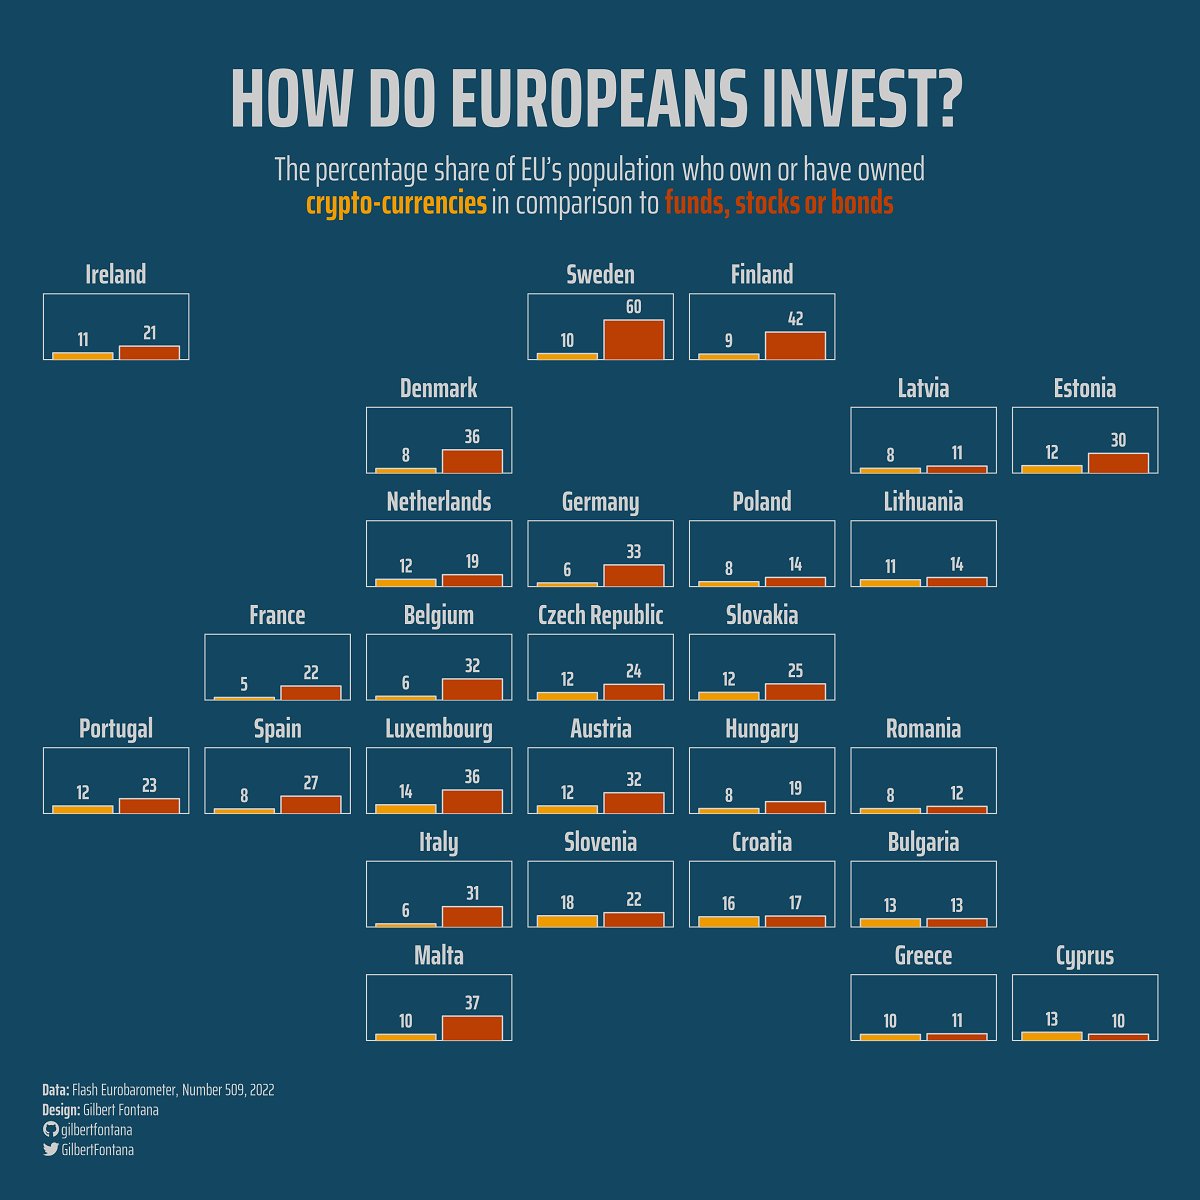 HOW DO EUROPEANS INVEST?
The percentage share of EU's population who own or have owned
crypto-currencies in comparison to funds, stocks or bonds
Ireland
11 21
Sweden
10 60
Finland
9 42
Denmark
8 36
Latvia
8 11
Estonia
12 30
Netherlands
12 19
Germany
6 33
Poland
8 14
Lithuania
11 14
France
5 22
Belgium
6 32
Czech Republic
12 24
Slovakia
12 25
Portugal
12 23
Spain
8 27
Luxembourg
14 36
Austria
12 32
Hungary
8 19
Romania
8 12
Italy
6 31
Slovenia
18 22
Croatia
16 17
Bulgaria
13 13
Malta
10 37
Greece
10 11
Cyprus
13 10
Data: Flash Eurobarometer, Number 509, 2022
Design: Gilbert Fontana
gilbertfontana
GilbertFontana